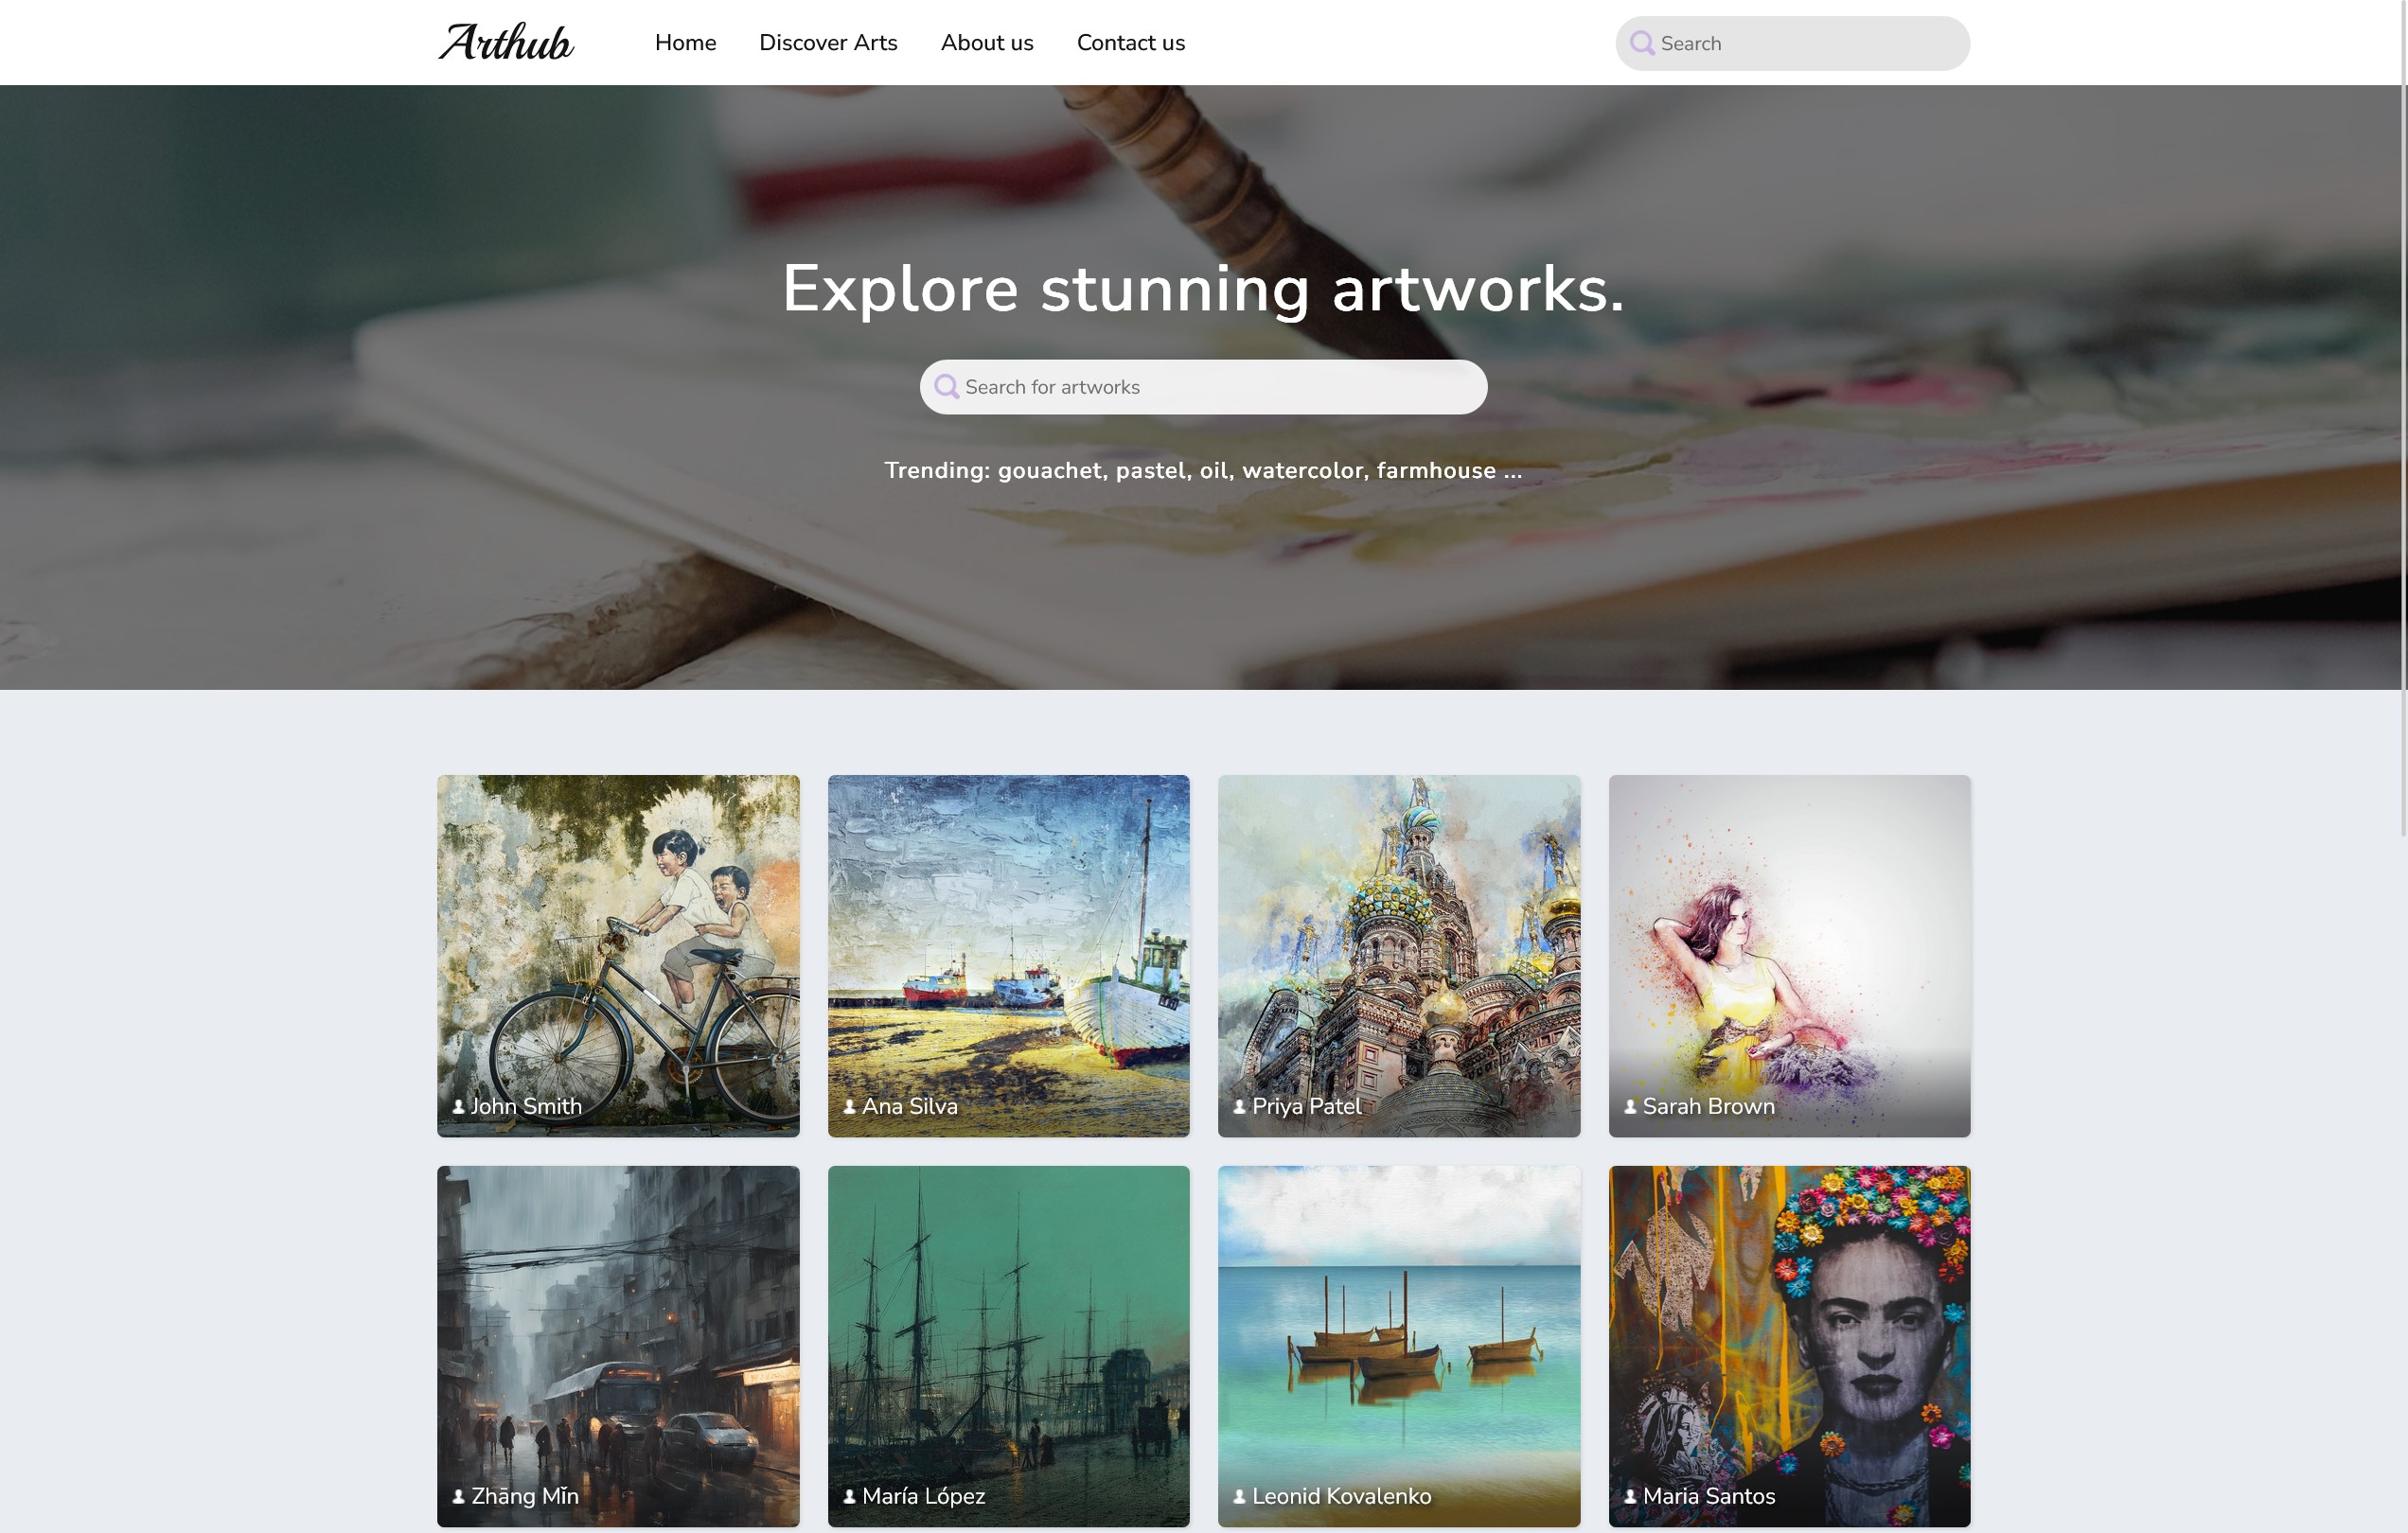 Arthub
Home Discover Arts About us Contact us
Search
Explore stunning artworks.
Search for artworks
Trending: gouachet, pastel, oil, watercolor, farmhouse ...
John Smith
Ana Silva
Priya Patel
Sarah Brown
Zhāng Mǐn
María López
Leonid Kovalenko
Maria Santos